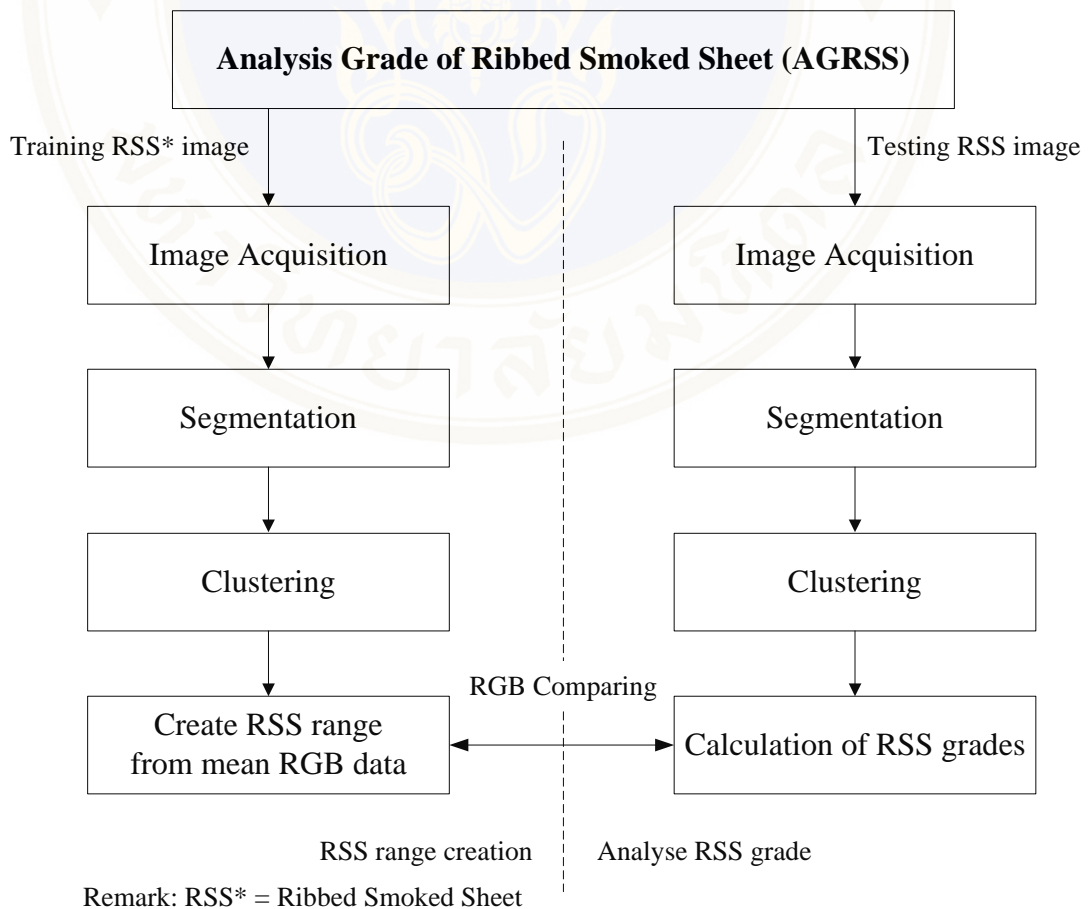 Analysis Grade of Ribbed Smoked Sheet (AGRSS)
Training RSS* image
Testing RSS image
Image Acquisition
Image Acquisition
Segmentation
Segmentation
Clustering
Clustering
RGB Comparing
Create RSS range
from mean RGB data
Calculation of RSS grades
RSS range creation
Analyse RSS grade
Remark: RSS* = Ribbed Smoked Sheet